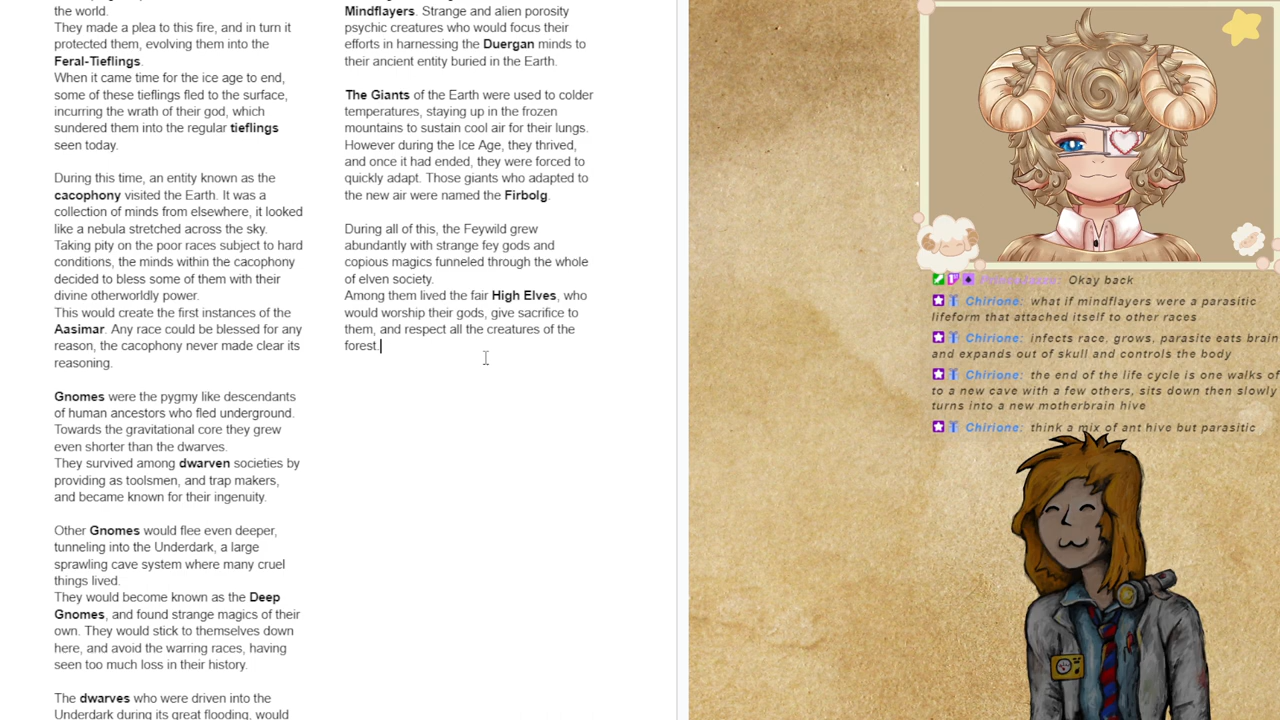 the world.
They made a plea to this fire, and in turn it
protected them, evolving them into the
Feral-Tieflings.
When it came time for the ice age to end,
some of these tieflings fled to the surface,
incurring the wrath of their god, which
sundered them into the regular tieflings
seen today.
During this time, an entity known as the
cacophony visited the Earth. It was a
collection of minds from elsewhere, it looked
like a nebula stretched across the sky.
Taking pity on the poor races subject to hard
conditions, the minds within the cacophony
decided to bless some of them with their
divine otherworldly power.
This would create the first instances of the
Aasimar. Any race could be blessed for any
reason, the cacophony never made clear its
reasoning.
Gnomes were the pygmy like descendants
of human ancestors who fled underground.
Towards the gravitational core they grew
even shorter than the dwarves.
They survived among dwarven societies by
providing as toolsmen, and trap makers,
and became known for their ingenuity.
Other Gnomes would flee even deeper,
tunneling into the Underdark, a large
sprawling cave system where many cruel
things lived.
They would become known as the Deep
Gnomes, and found strange magics of their
own. They would stick to themselves down
here, and avoid the warring races, having
seen too much loss in their history.
The dwarves who were driven into the
Underdark during its great flooding, would
Mindflayers. Strange and alien porosity
psychic creatures who would focus their
efforts in harnessing the Duergan minds to
their ancient entity buried in the Earth.
The Giants of the Earth were used to colder
temperatures, staying up in the frozen
mountains to sustain cool air for their lungs.
However during the Ice Age, they thrived,
and once it had ended, they were forced to
quickly adapt. Those giants who adapted to
the new air were named the Firbolg.
During all of this, the Feywild grew
abundantly with strange fey gods and
copious magics funneled through the whole
of elven society.
Among them lived the fair High Elves, who
would worship their gods, give sacrifice to
them, and respect all the creatures of the
forest.
Okay back
Chirione: what if mindflayers were a parasitic
lifeform that attached itself to other races
Chirione: infects race, grows, parasite eats brain
and expands out of skull and controls the body
Chirione: the end of the life cycle is one walks of
to a new cave with a few others, sits down then slowly
turns into a new motherbrain hive
Chirione: think a mix of ant hive but parasitic